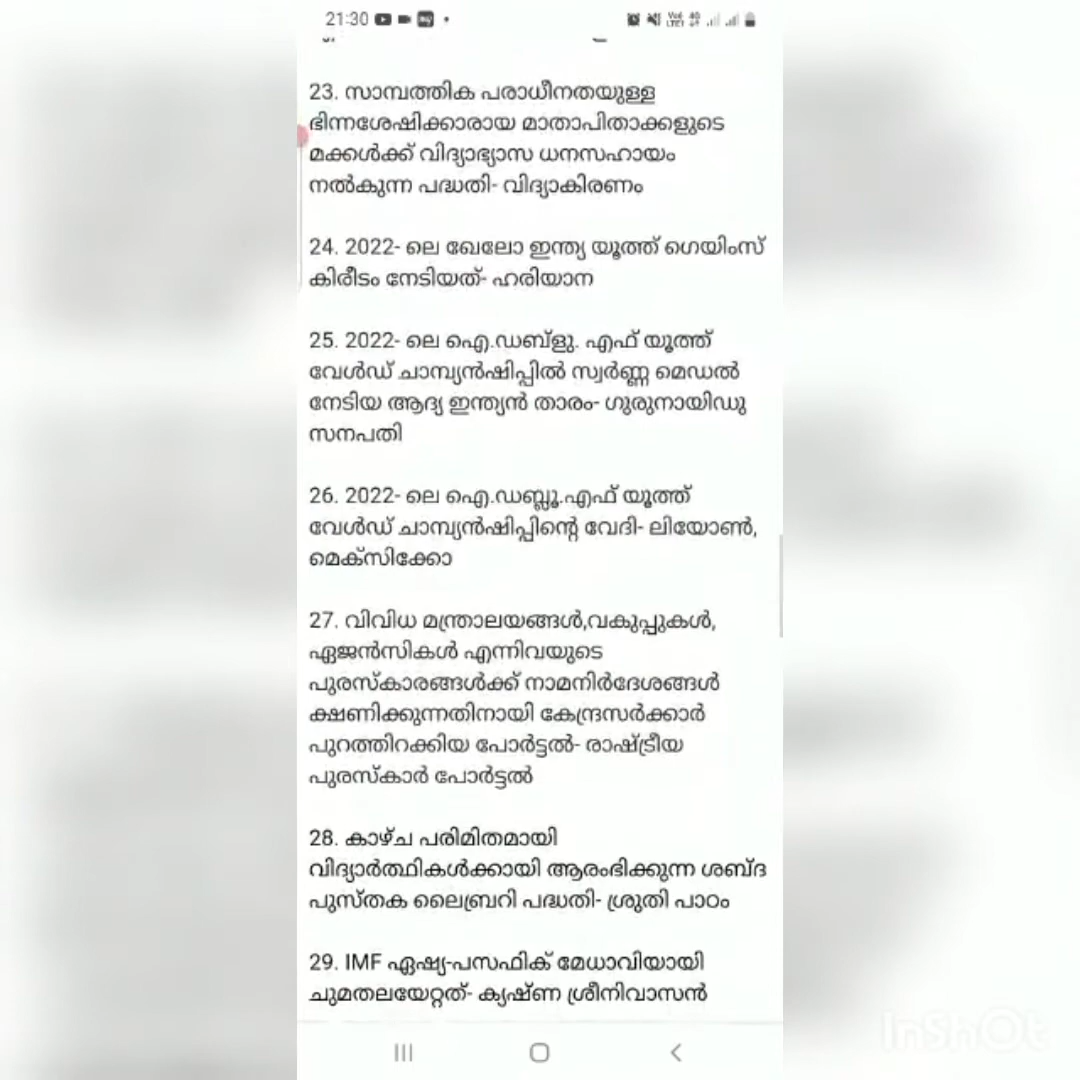 21:30
23. സാമ്പത്തിക പരാധീനതയുള്ള
ഭിന്നശേഷിക്കാരായ മാതാപിതാക്കളുടെ
മക്കൾക്ക് വിദ്യാഭ്യാസ ധനസഹായം
നൽകുന്ന പദ്ധതി- വിദ്യാകിരണം
24. 2022- ലെ ഖേലോ ഇന്ത്യ യൂത്ത് ഗെയിംസ്
കിരീടം നേടിയത്- ഹരിയാന
25. 2022- ലെ ഐ.ഡബ്ളു. എഫ് യൂത്ത്
വേൾഡ് ചാമ്പ്യൻഷിപ്പിൽ സ്വർണ്ണ മെഡൽ
നേടിയ ആദ്യ ഇന്ത്യൻ താരം- ഗുരുനായിഡു
സനപതി
26. 2022- ലെ ഐ.ഡബ്ലൂ.എഫ് യൂത്ത്
വേൾഡ് ചാമ്പ്യൻഷിപ്പിന്റെ വേദി- ലിയോൺ,
മെക്സിക്കോ
27. വിവിധ മന്ത്രാലയങ്ങൾ,വകുപ്പുകൾ,
ഏജൻസികൾ എന്നിവയുടെ
പുരസ്കാരങ്ങൾക്ക് നാമനിർദേശങ്ങൾ
ക്ഷണിക്കുന്നതിനായി കേന്ദ്രസർക്കാർ
പുറത്തിറക്കിയ പോർട്ടൽ- രാഷ്ട്രീയ
പുരസ്കാർ പോർട്ടൽ
28. കാഴ്ച പരിമിതമായി
വിദ്യാർത്ഥികൾക്കായി ആരംഭിക്കുന്ന ശബ്ദ
പുസ്തക ലൈബ്രറി പദ്ധതി- ശ്രുതി പാഠം
29. IMF ഏഷ്യ-പസഫിക് മേധാവിയായി
ചുമതലയേറ്റത്- കൃഷ്ണ ശ്രീനിവാസൻ
InShOt